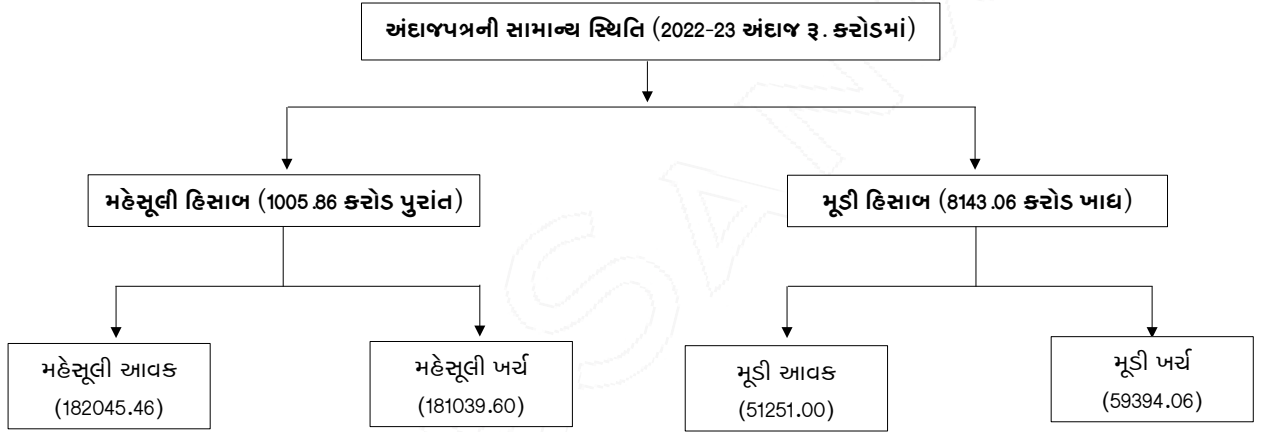 અંદાજપત્રની સામાન્ય સ્થિતિ (2022-23 અંદાજ રૂ. કરોડમાં)
મહેસૂલી હિસાબ (1005.86 કરોડ પુરાંત)
મૂડી હિસાબ (8143.06 કરોડ ખાધ)
મહેસૂલી આવક
(182045.46)
મહેસૂલી ખર્ચ
(181039.60)
મૂડી આવક
(51251.00)
મૂડી ખર્ચ
(59394.06)